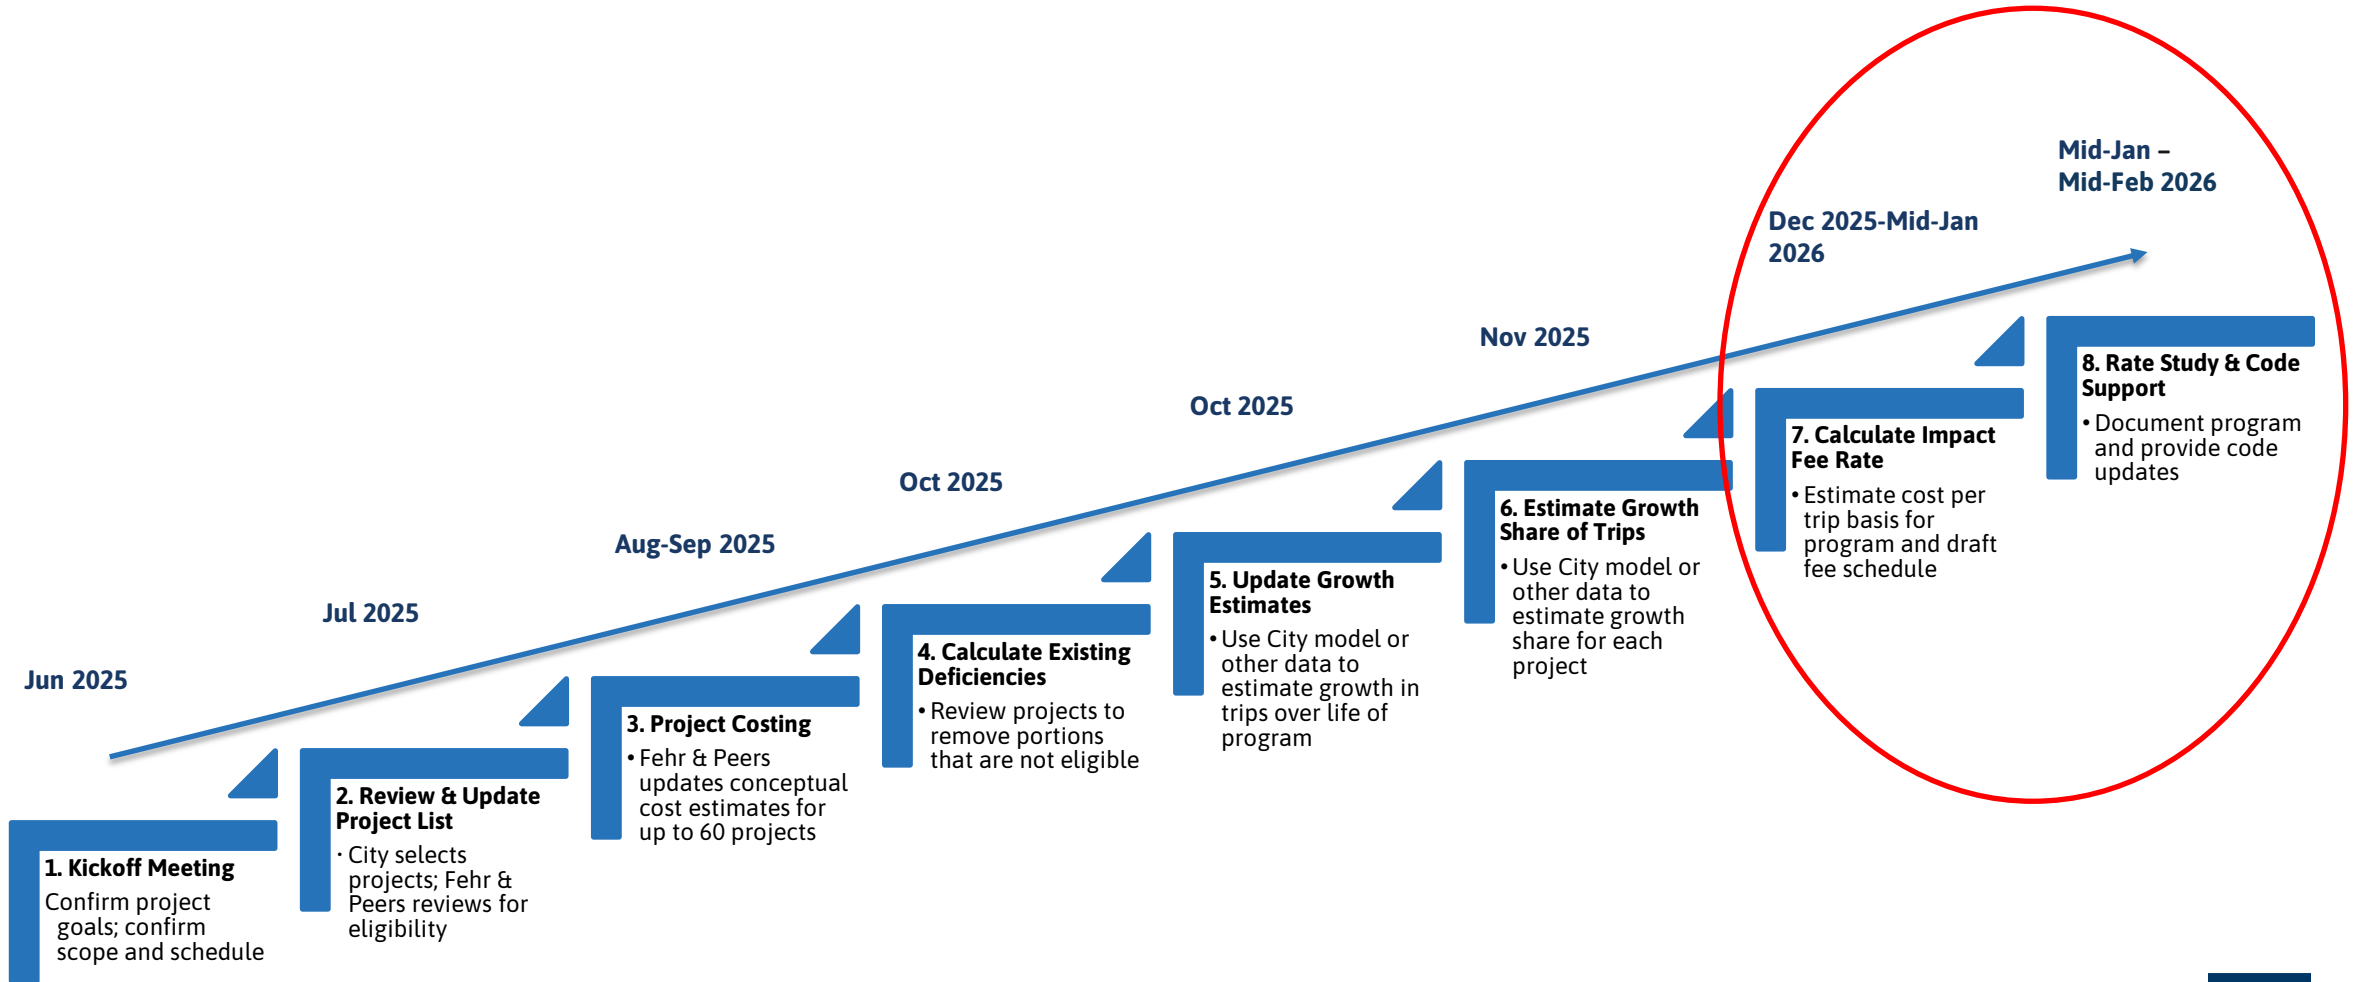 Jun 2025
1. Kickoff Meeting
Confirm project
goals; confirm
scope and schedule
Jul 2025
2. Review & Update
Project List
· City selects
projects; Fehr &
Peers reviews for
eligibility
Aug-Sep 2025
3. Project Costing
• Fehr & Peers
updates conceptual
cost estimates for
up to 60 projects
Oct 2025
4. Calculate Existing
Deficiencies
• Review projects to
remove portions
that are not eligible
Oct 2025
5. Update Growth
Estimates
• Use City model or
other data to
estimate growth in
trips over life of
program
Nov 2025
6. Estimate Growth
Share of Trips
• Use City model or
other data to
estimate growth
share for each
project
Dec 2025-Mid-Jan
2026
7. Calculate Impact
Fee Rate
• Estimate cost per
trip basis for
program and draft
fee schedule
Mid-Jan –
Mid-Feb 2026
8. Rate Study & Code
Support
• Document program
and provide code
updates